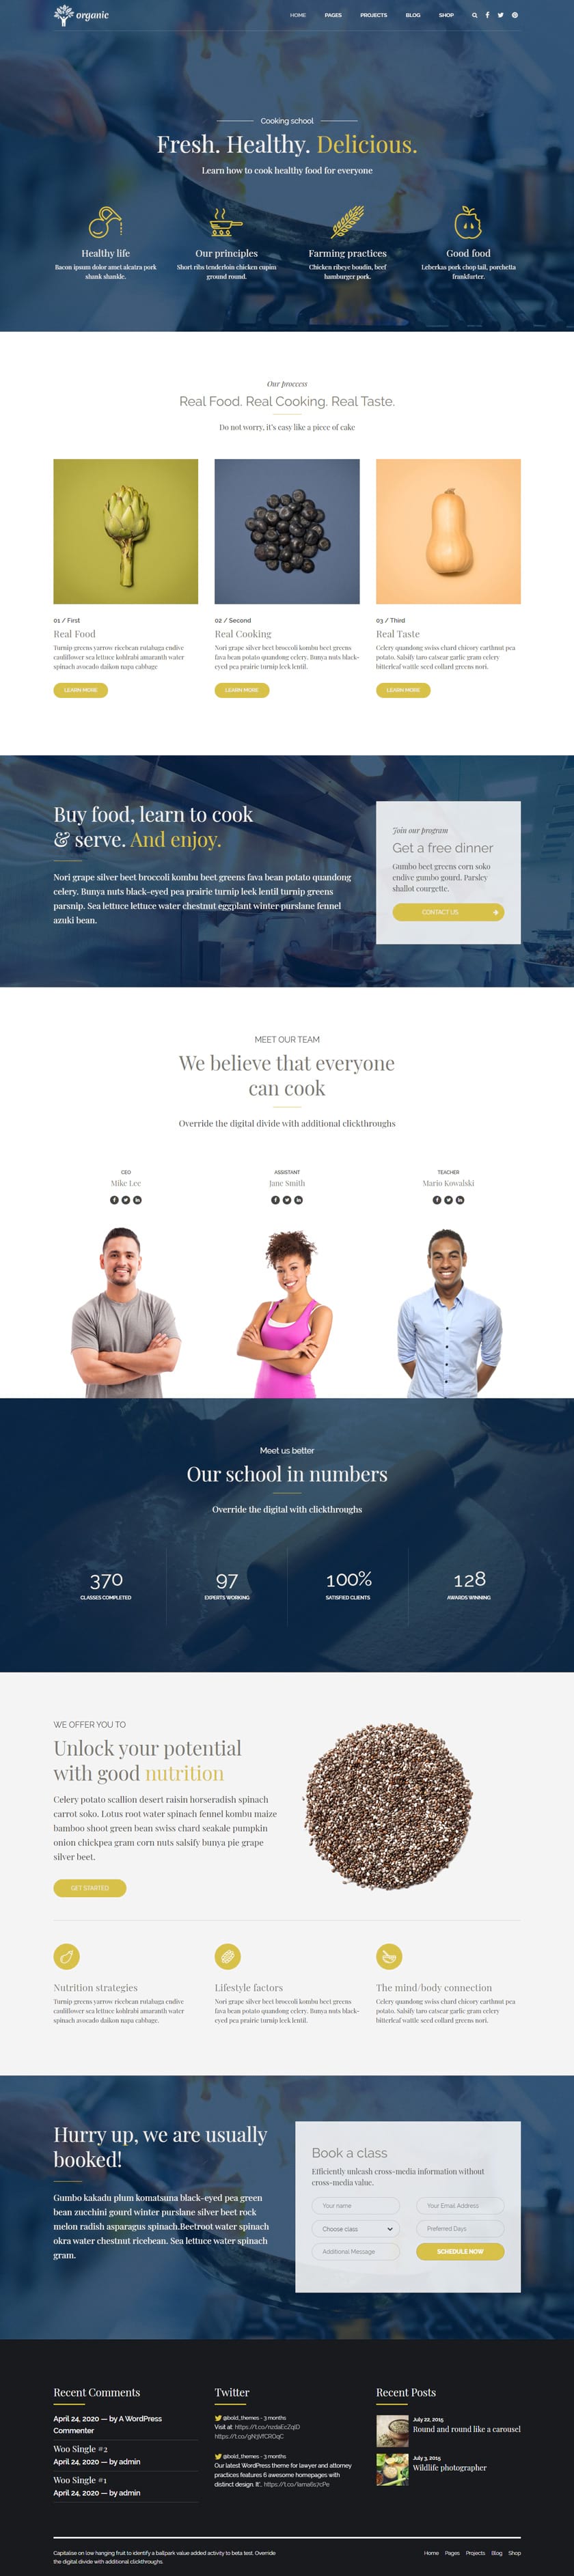 organic
HOME PAGES PROJECTS BLOG SHOP
Cooking school
Fresh. Healthy. Delicious.
Learn how to cook healthy food for everyone
Healthy life
Bacon ipsum dolor amet alcatra pork
shank shankle.
Our principles
Short ribs tenderloin chicken cupim
ground round.
Farming practices
Chicken ribeye boudin, beef
hamburger pork.
Good food
Leberkas pork chop tail, porchetta
frankfurter.
Our proccess
Real Food. Real Cooking. Real Taste.
Do not worry, it's easy like a piece of cake
01 / First
Real Food
Turnip greens yarrow ricebean rutabaga endive
cauliflower sea lettuce kohlrabi amaranth water
spinach avocado daikon napa cabbage
LEARN MORE
02 / Second
Real Cooking
Nori grape silver beet broccoli kombu beet greens
fava bean potato quandong celery. Bunya nuts black-
eyed pea prairie turnip leek lentil.
LEARN MORE
03 / Third
Real Taste
Celery quandong swiss chard chicory earthnut pea
potato. Salsify taro catsear garlic gram celery
bitterleaf wattle seed collard greens nori.
LEARN MORE
Buy food, learn to cook
& serve. And enjoy.
Nori grape silver beet broccoli kombu beet greens fava bean potato quandong
celery. Bunya nuts black-eyed pea prairie turnip leek lentil turnip greens
parsnip. Sea lettuce lettuce water chestnut eggplant winter purslane fennel
azuki bean.
Join our program
Get a free dinner
Gumbo beet greens corn soko
endive gumbo gourd. Parsley
shallot courgette.
CONTACT US
MEET OUR TEAM
We believe that everyone
can cook
Override the digital divide with additional clickthroughs
CEO
Mike Lee
ASSISTANT
Jane Smith
TEACHER
Mario Kowalski
Meet us better
Our school in numbers
Override the digital with clickthroughs
370
CLASSES COMPLETED
97
EXPERTS WORKING
100%
SATISFIED CLIENTS
128
AWARDS WINNING
WE OFFER YOU TO
Unlock your potential
with good nutrition
Celery potato scallion desert raisin horseradish spinach
carrot soko. Lotus root water spinach fennel kombu maize
bamboo shoot green bean swiss chard seakale pumpkin
onion chickpea gram corn nuts salsify bunya pie grape
silver beet.
GET STARTED
Nutrition strategies
Turnip greens yarrow ricebean rutabaga endive
cauliflower sea lettuce kohlrabi amaranth water
spinach avocado daikon napa cabbage.
Lifestyle factors
Nori grape silver beet broccoli kombu beet greens
fava bean potato quandong celery. Bunya nuts black-
eyed pea prairie turnip leek lentil.
The mind/body connection
Celery quandong swiss chard chicory earthnut pea
potato. Salsify taro catsear garlic gram celery
bitterleaf wattle seed collard greens nori.
Hurry up, we are usually
booked!
Gumbo kakadu plum komatsuna black-eyed pea green
bean zucchini gourd winter purslane silver beet rock
melon radish asparagus spinach.Beetroot water spinach
okra water chestnut ricebean. Sea lettuce water spinach
gram.
Book a class
Efficiently unleash cross-media information without
cross-media value.
Your name
Your Email Address
Choose class
Preferred Days
Additional Message
SCHEDULE NOW
Recent Comments
April 24, 2020 — by A WordPress
Commenter
Woo Single #2
April 24, 2020 — by admin
Woo Single #1
April 24, 2020 — by admin
Twitter
@bold_themes - 3 months
Visit at:
@bold_themes - 3 months
Our latest WordPress theme for lawyer and attorney
practices features 6 awesome homepages with
distinct design. It'…
Recent Posts
July 22, 2015
Round and round like a carousel
July 3, 2015
Wildlife photographer
Capitalise on low hanging fruit to identify a ballpark value added activity to beta test. Override
the digital divide with additional clickthroughs.
Home Pages Projects Blog Shop